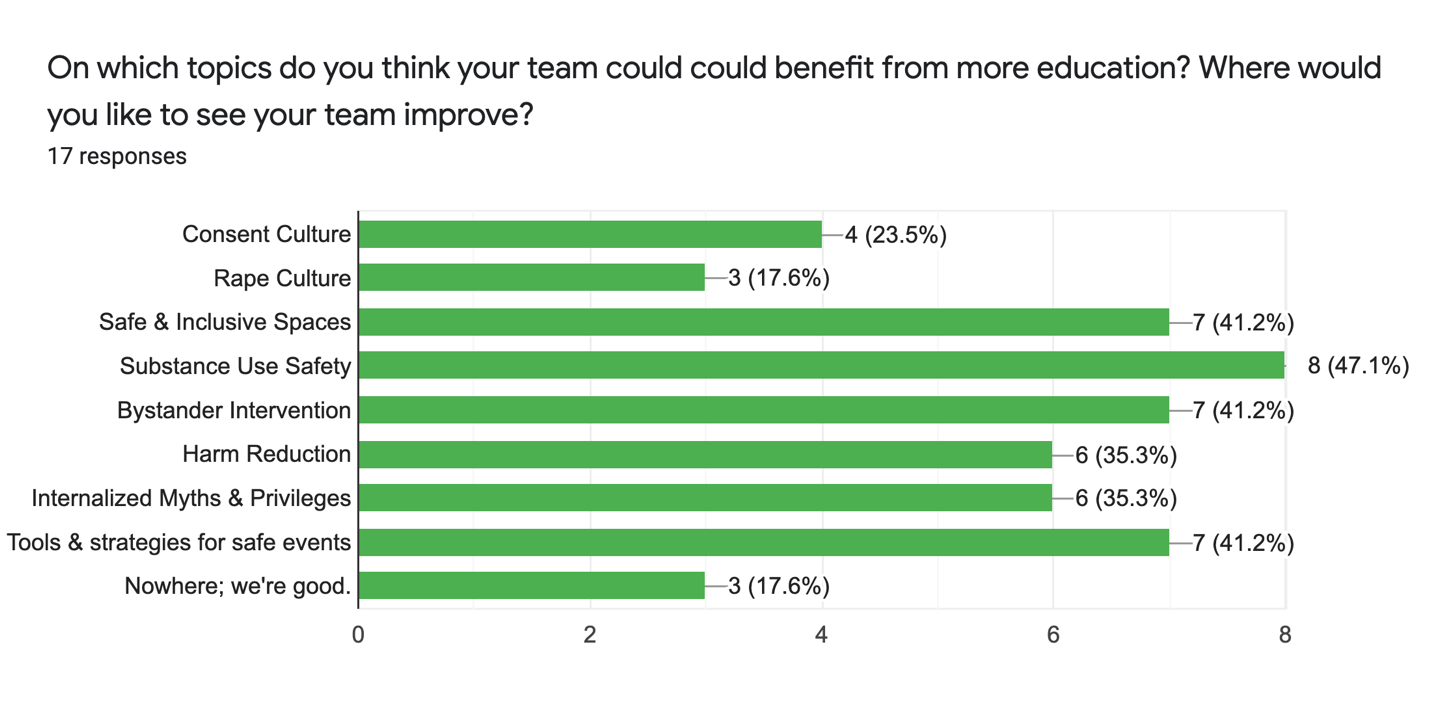 On which topics do you think your team could could benefit from more education? Where would
you like to see your team improve?
17 responses
Consent Culture 4 (23.5%)
Rape Culture 3 (17.6%)
Safe & Inclusive Spaces 7 (41.2%)
Substance Use Safety 8 (47.1%)
Bystander Intervention 7 (41.2%)
Harm Reduction 6 (35.3%)
Internalized Myths & Privileges 6 (35.3%)
Tools & strategies for safe events 7 (41.2%)
Nowhere; we're good. 3 (17.6%)
0 2 4 6 8